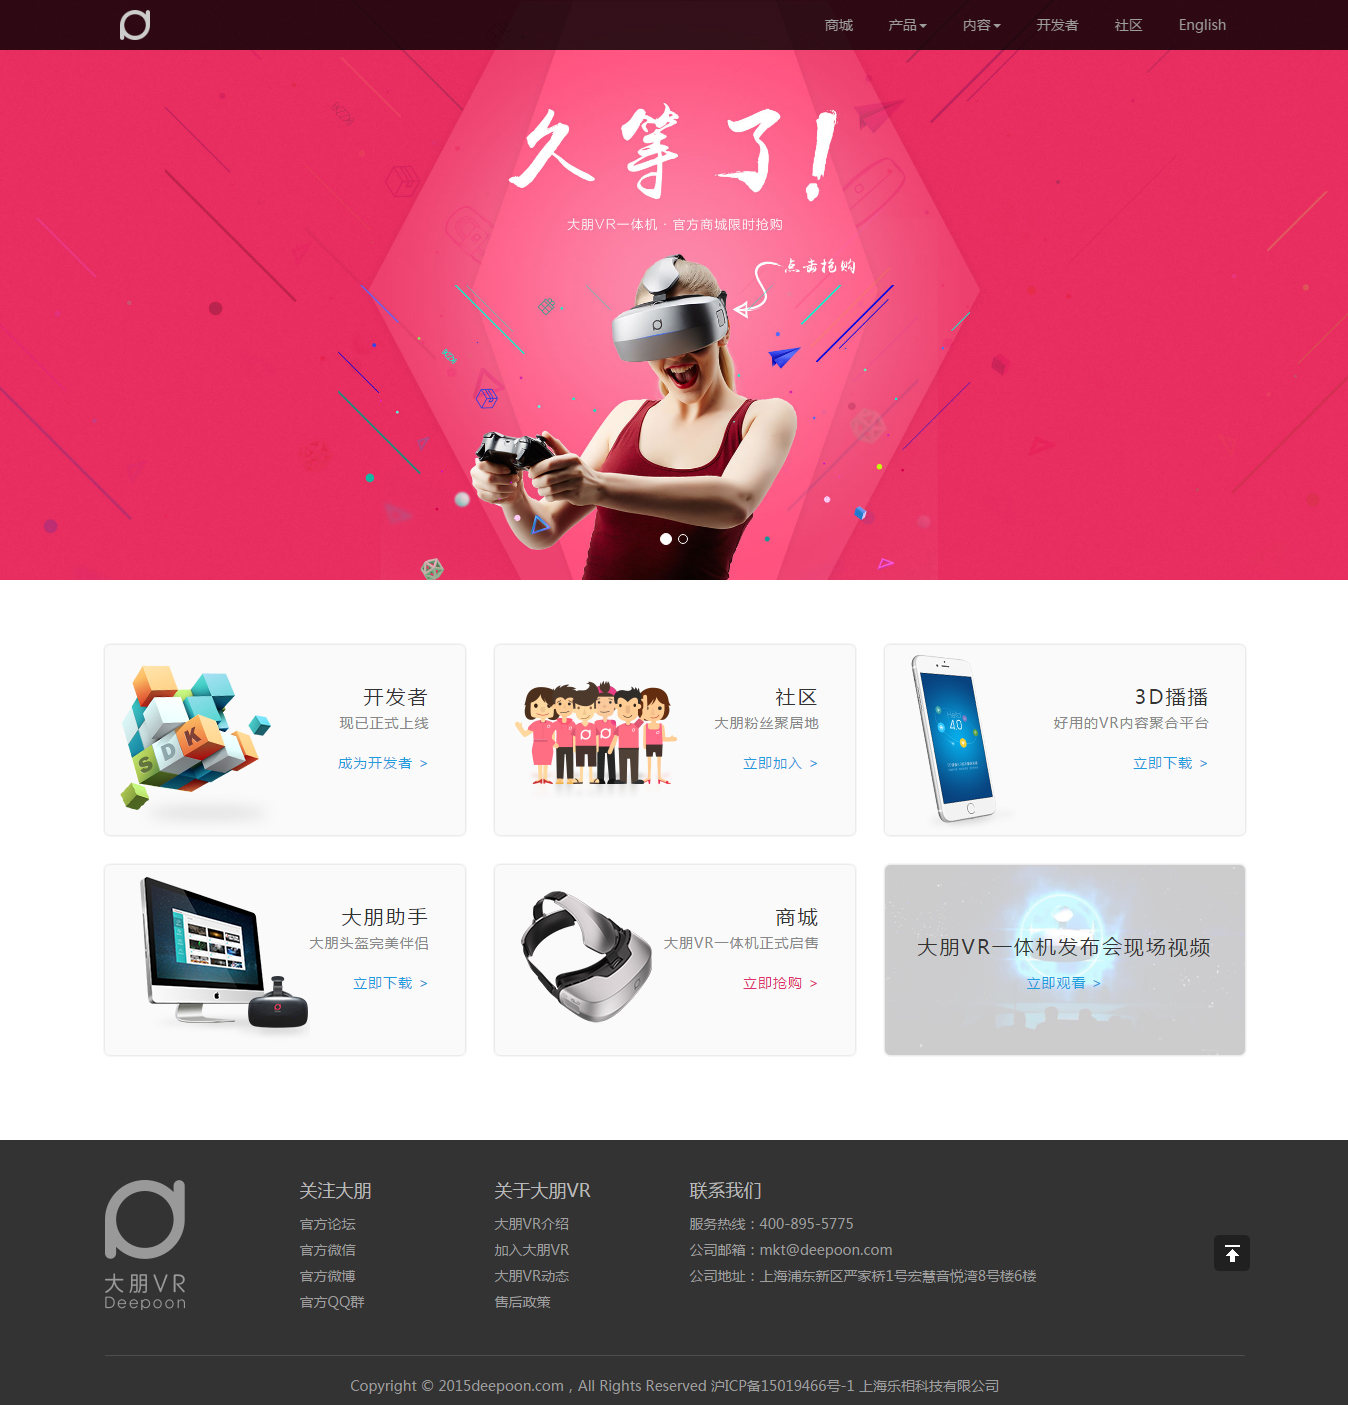 商城 产品 内容 开发者 社区 English
久等了!
大朋VR一体机·官方商城限时抢购
点击抢购
开发者
现已正式上线
成为开发者 >
SDK
社区
大朋粉丝聚居地
立即加入 >
3D播播
好用的VR内容聚合平台
立即下载 >
Hello
4.0
大朋助手
大朋头盔完美伴侣
立即下载 >
商城
大朋VR一体机正式启售
立即抢购 >
大朋VR一体机发布会现场视频
立即观看 >
大朋VR
Deepoon
关注大朋
官方论坛
官方微信
官方微博
官方QQ群
关于大朋VR
大朋VR介绍
加入大朋VR
大朋VR动态
售后政策
联系我们
服务热线：400-895-5775
公司邮箱：mkt@deepoon.com
公司地址：上海浦东新区严家桥1号宏慧音悦湾8号楼6楼
Copyright © 2015deepoon.com , All Rights Reserved 沪ICP备15019466号-1 上海乐相科技有限公司